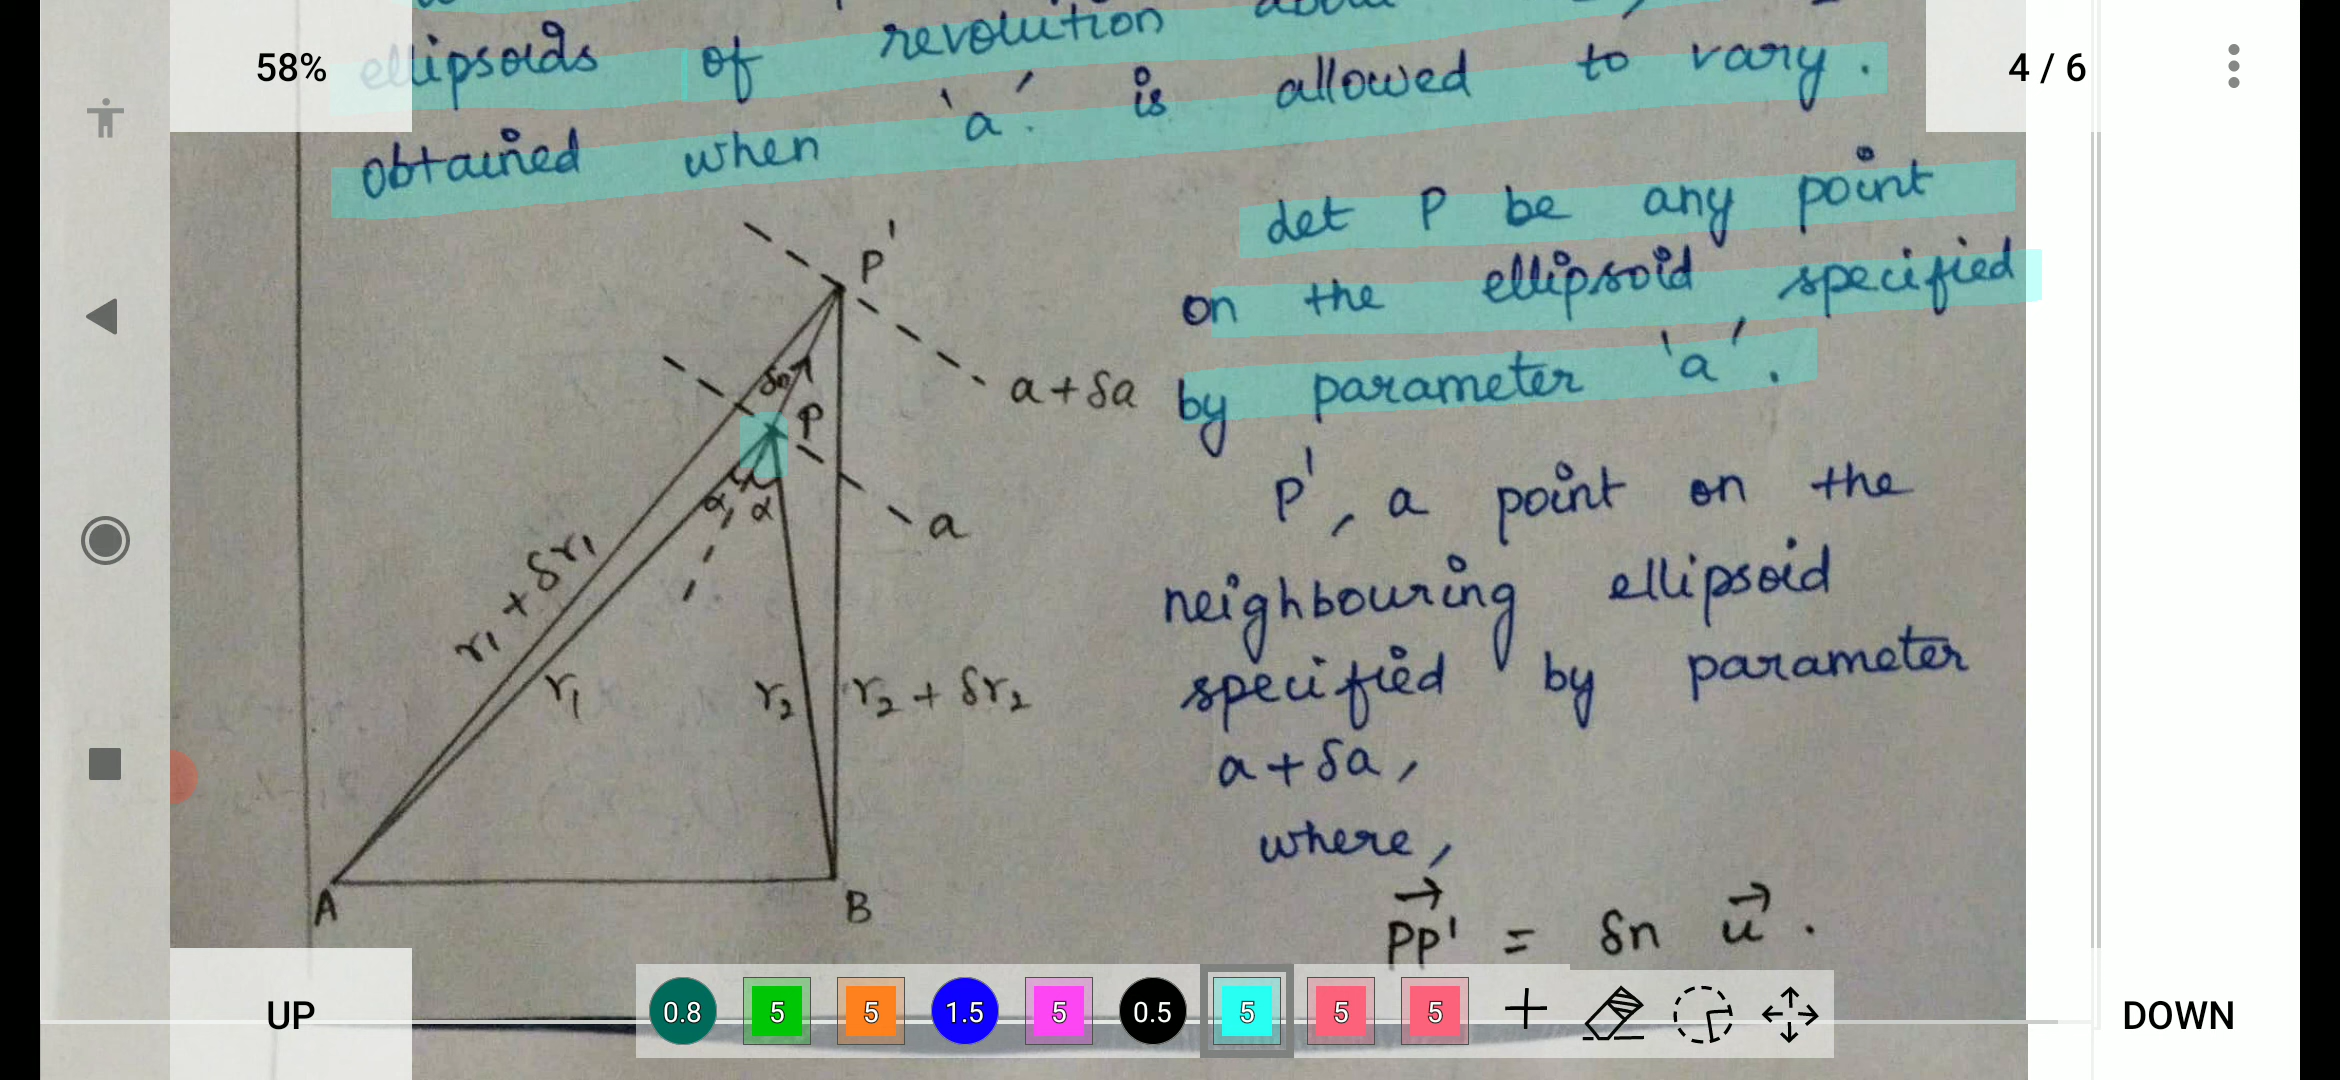 58%
4 / 6
ellipsoids of revolution about
obtained when 'a' is allowed to vary.
det P be any point
on the ellipsoid specified
by parameter 'a'.
P', a point on the
neighbouring ellipsoid
specified by parameter
a + δa,
where,
PP' = δn u.
P'
δn
P
a + δa
α
α
a
r₁ + δr₁
r₁
r₂
r₂ + δr₂
A
B
UP
0.8
5
5
1.5
5
0.5
5
5
5
DOWN